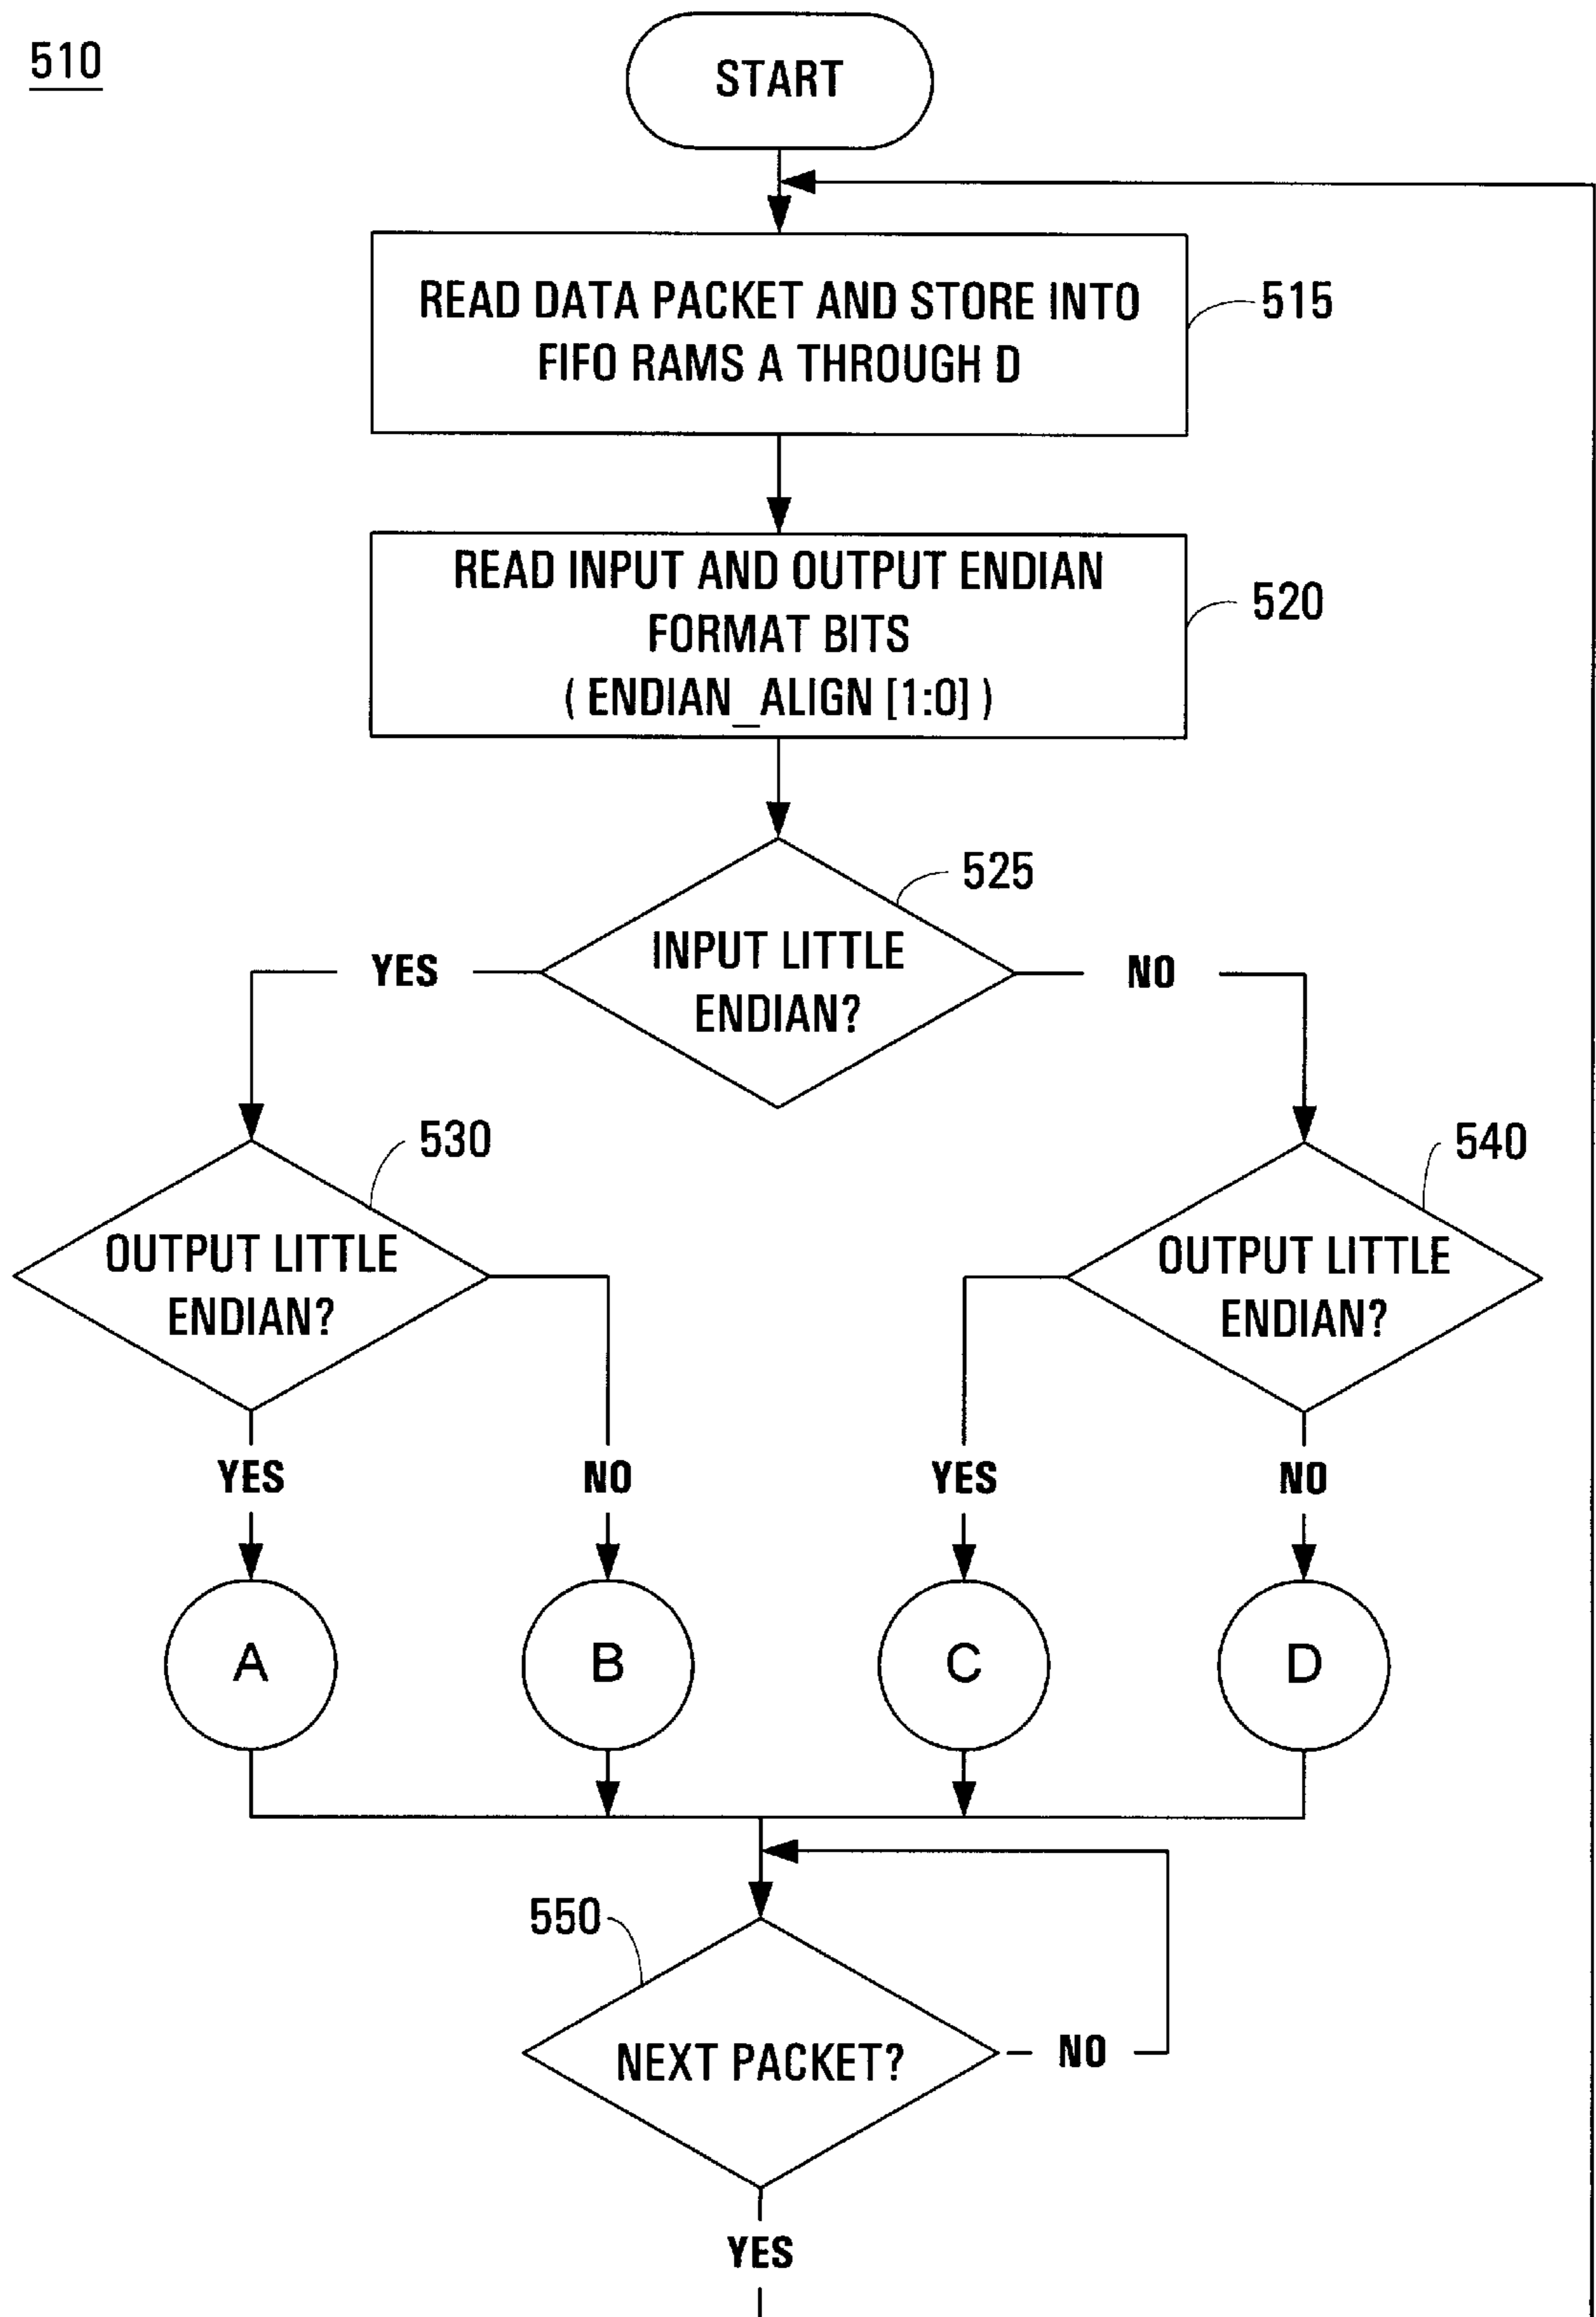 510
START
READ DATA PACKET AND STORE INTO
FIFO RAMS A THROUGH D
515
READ INPUT AND OUTPUT ENDIAN
FORMAT BITS
( ENDIAN_ALIGN [1:0] )
520
525
INPUT LITTLE
ENDIAN?
YES
NO
530
OUTPUT LITTLE
ENDIAN?
540
OUTPUT LITTLE
ENDIAN?
YES
NO
YES
NO
A
B
C
D
550
NEXT PACKET?
NO
YES